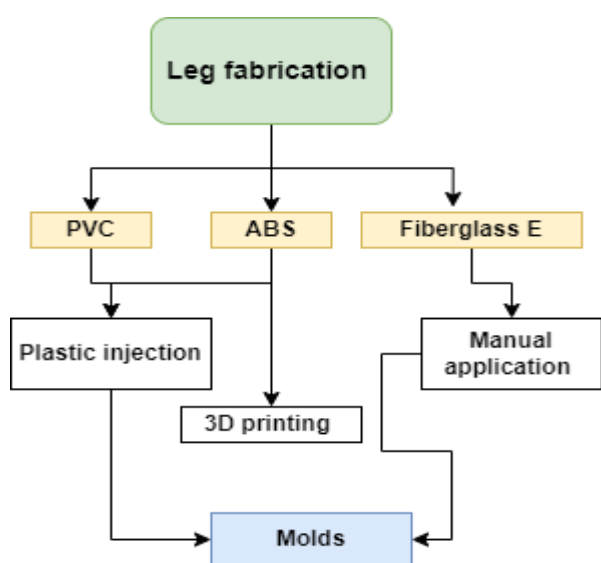 Leg fabrication
PVC
ABS
Fiberglass E
Plastic injection
Manual
application
3D printing
Molds